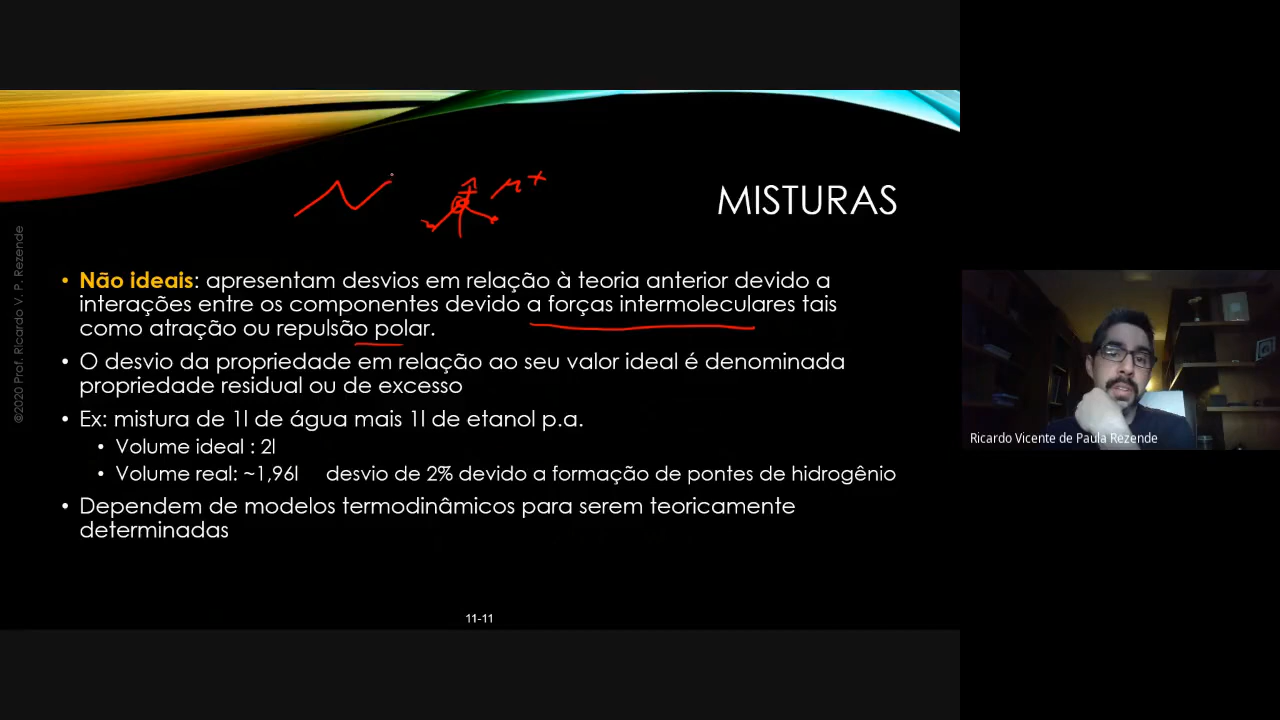 MISTURAS
• Não ideais: apresentam desvios em relação à teoria anterior devido a
interações entre os componentes devido a forças intermoleculares tais
como atração ou repulsão polar.
• O desvio da propriedade em relação ao seu valor ideal é denominada
propriedade residual ou de excesso
• Ex: mistura de 1l de água mais 1l de etanol p.a.
• Volume ideal : 2l
• Volume real: ~1,96l desvio de 2% devido a formação de pontes de hidrogênio
• Dependem de modelos termodinâmicos para serem teoricamente
determinadas
11-11
©2020 Prof. Ricardo V. P. Rezende
Ricardo Vicente de Paula Rezende